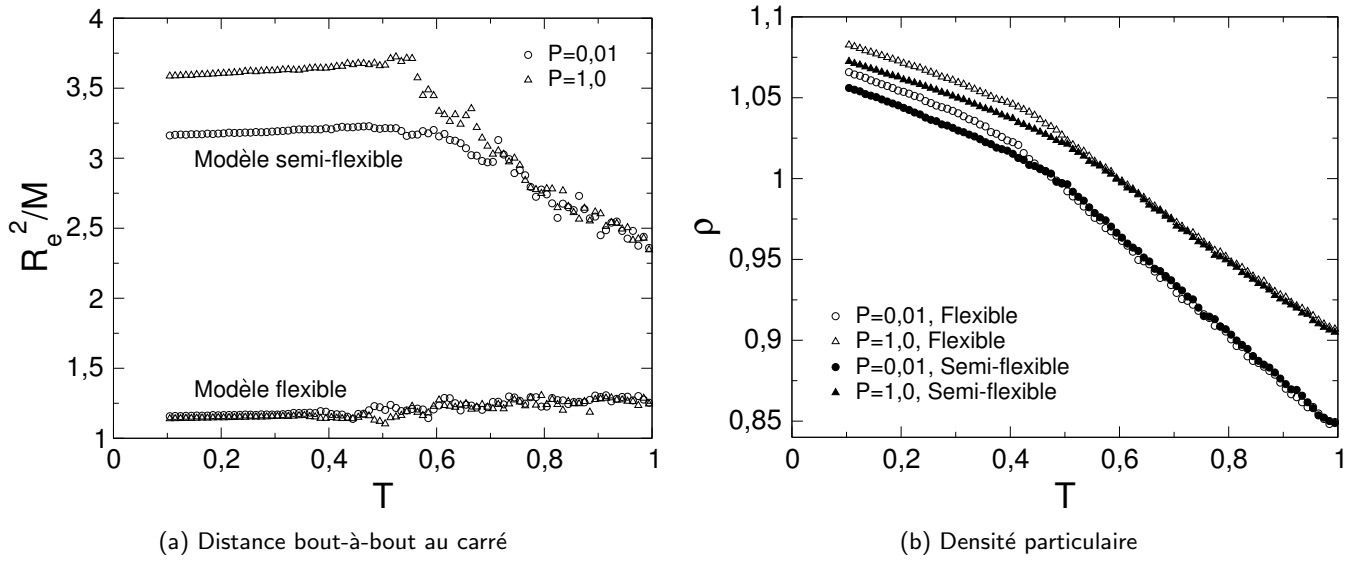 4
3,5
3
2,5
2
1,5
1
R_e^2/M
P=0,01
P=1,0
Modèle semi-flexible
Modèle flexible
0
0,2
0,4
0,6
0,8
1
T
(a) Distance bout-à-bout au carré
1,1
1,05
1
0,95
0,9
0,85
ρ
P=0,01, Flexible
P=1,0, Flexible
P=0,01, Semi-flexible
P=1,0, Semi-flexible
0
0,2
0,4
0,6
0,8
1
T
(b) Densité particulaire